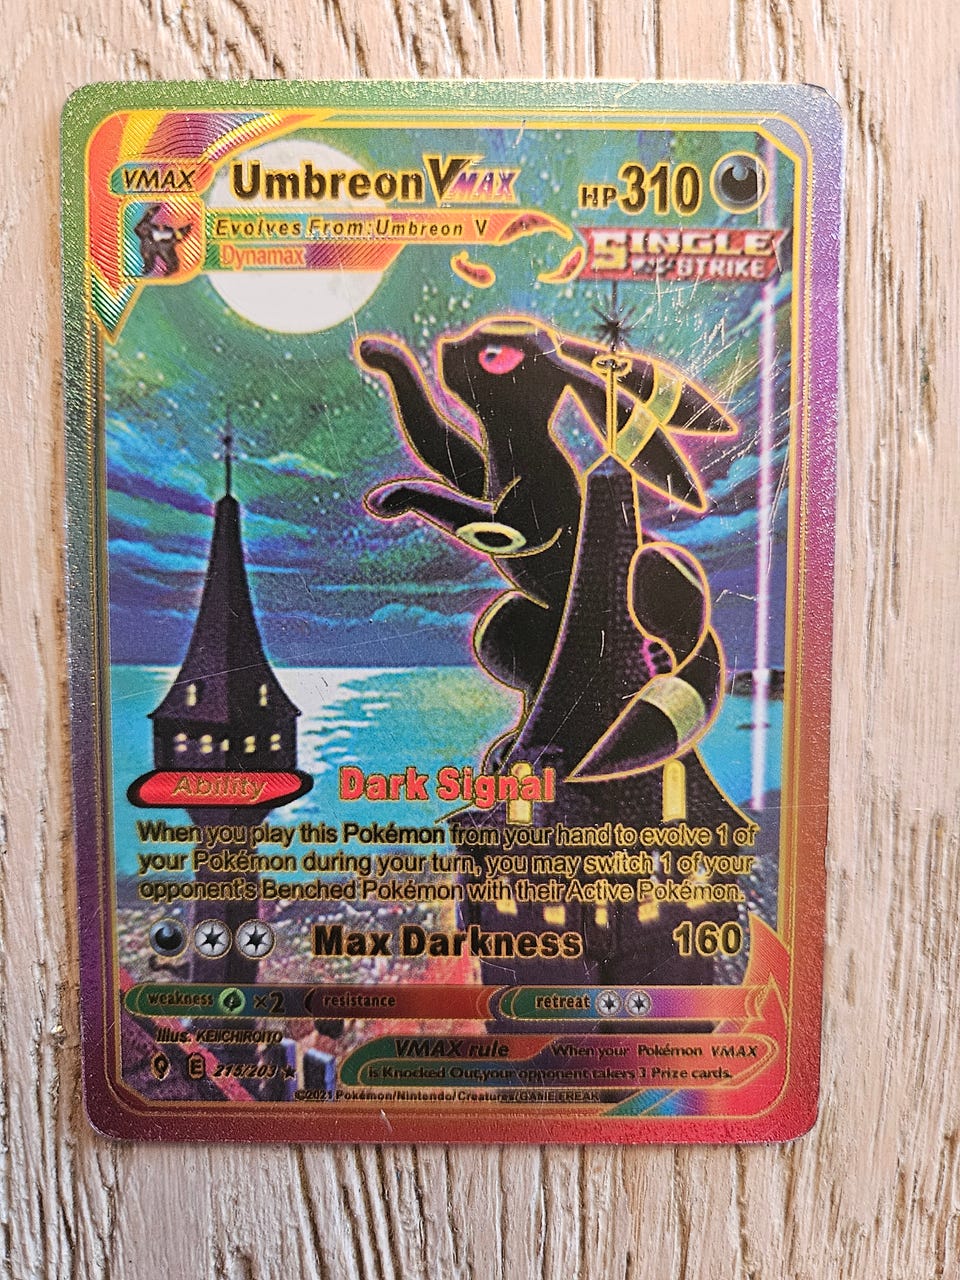 VMAX
Umbreon VMAX
HP 310
Evolves From:Umbreon V
Dynamax
SINGLE
STRIKE
Ability Dark Signal
When you play this Pokémon from your hand to evolve 1 of
your Pokémon during your turn, you may switch 1 of your
opponent's Benched Pokémon with their Active Pokémon.
Max Darkness 160
weakness ×2 resistance retreat
Illus. KEIICHIROITO
VMAX rule When your Pokémon VMAX
is Knocked Out,your opponent takers 3 Prize cards.
E 215/203 ★
©2021 Pokémon/Nintendo/Creatures/GAME FREAK